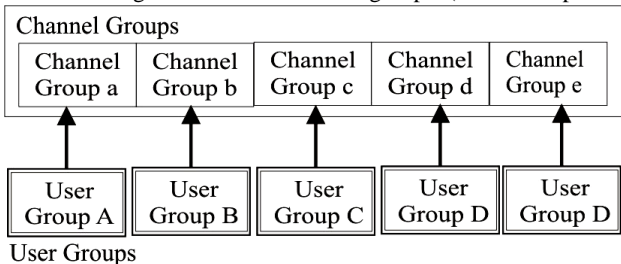 Channel Groups
Channel Group a
Channel Group b
Channel Group c
Channel Group d
Channel Group e
User Group A
User Group B
User Group C
User Group D
User Group D
User Groups